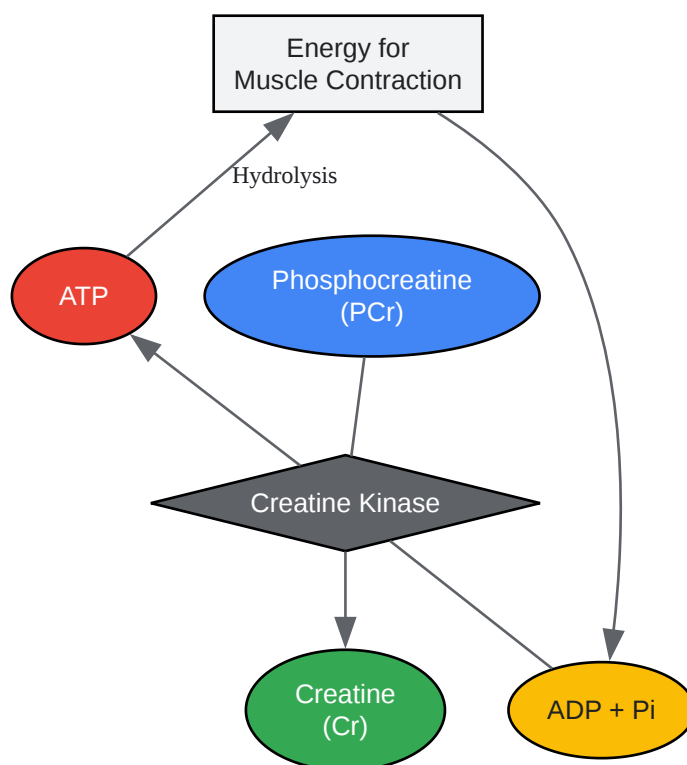 Energy for
Muscle Contraction
Hydrolysis
ATP
Phosphocreatine
(PCr)
Creatine Kinase
Creatine
(Cr)
ADP + Pi